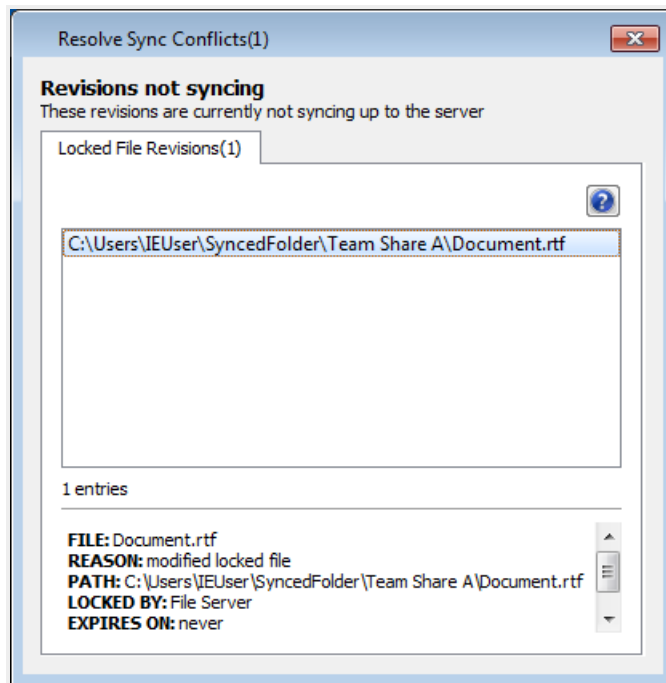 Resolve Sync Conflicts(1)
Revisions not syncing
These revisions are currently not syncing up to the server
Locked File Revisions(1)
?
C:\Users\IEUser\SyncedFolder\Team Share A\Document.rtf
1 entries
FILE: Document.rtf
REASON: modified locked file
PATH: C:\Users\IEUser\SyncedFolder\Team Share A\Document.rtf
LOCKED BY: File Server
EXPIRES ON: never